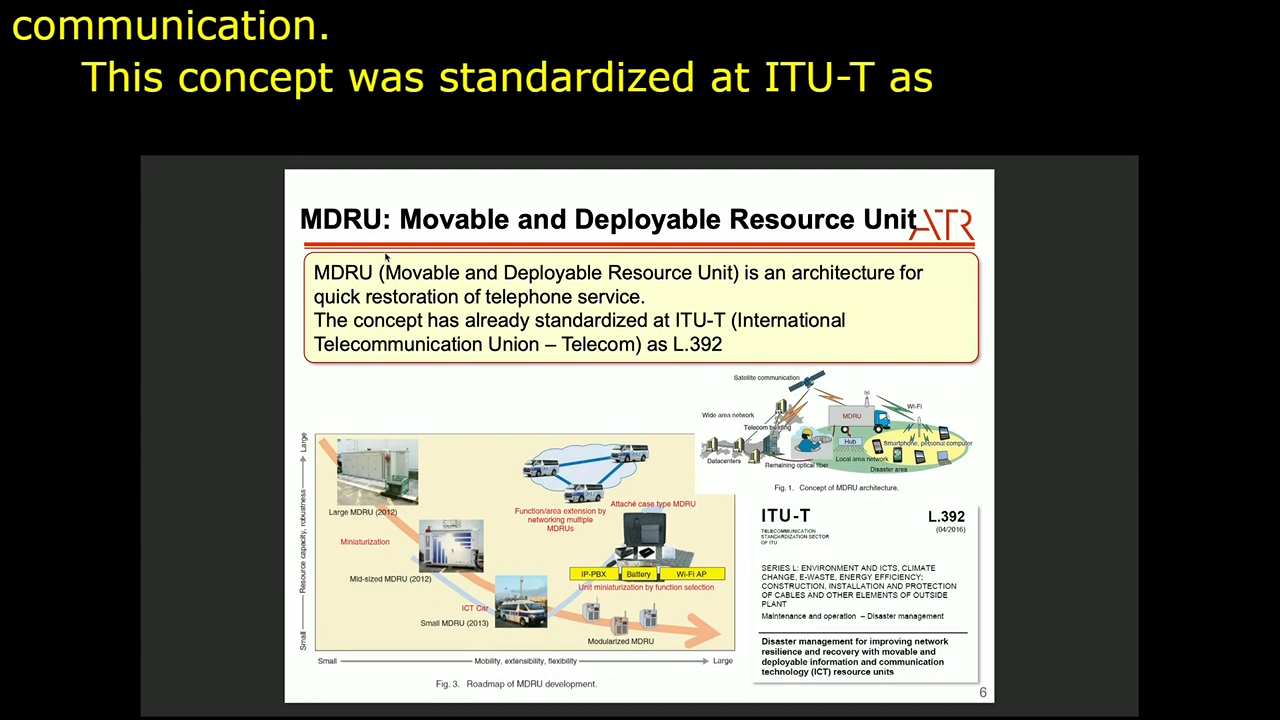 communication.
This concept was standardized at ITU-T as
MDRU: Movable and Deployable Resource Unit
ATR
MDRU (Movable and Deployable Resource Unit) is an architecture for
quick restoration of telephone service.
The concept has already standardized at ITU-T (International
Telecommunication Union – Telecom) as L.392
Satellite communication
Wide area network
Telecom building
MDRU
Wi-Fi
Hub
Smartphone, personal computer
Datacenters
Remaining optical fiber
Local area network
Disaster area
Fig. 1. Concept of MDRU architecture.
Large
Resource capacity, robustness
Small
Large MDRU (2012)
Miniaturization
Mid-sized MDRU (2012)
ICT Car
Small MDRU (2013)
Function/area extension by
networking multiple
MDRUs
Attaché case type MDRU
IP-PBX
Battery
Wi-Fi AP
Unit miniaturization by function selection
Modularized MDRU
Small
Mobility, extensibility, flexibility
Large
Fig. 3. Roadmap of MDRU development.
ITU-T
L.392
TELECOMMUNICATION
STANDARDIZATION SECTOR
OF ITU
(04/2016)
SERIES L: ENVIRONMENT AND ICTS, CLIMATE
CHANGE, E-WASTE, ENERGY EFFICIENCY;
CONSTRUCTION, INSTALLATION AND PROTECTION
OF CABLES AND OTHER ELEMENTS OF OUTSIDE
PLANT
Maintenance and operation – Disaster management
Disaster management for improving network
resilience and recovery with movable and
deployable information and communication
technology (ICT) resource units
6